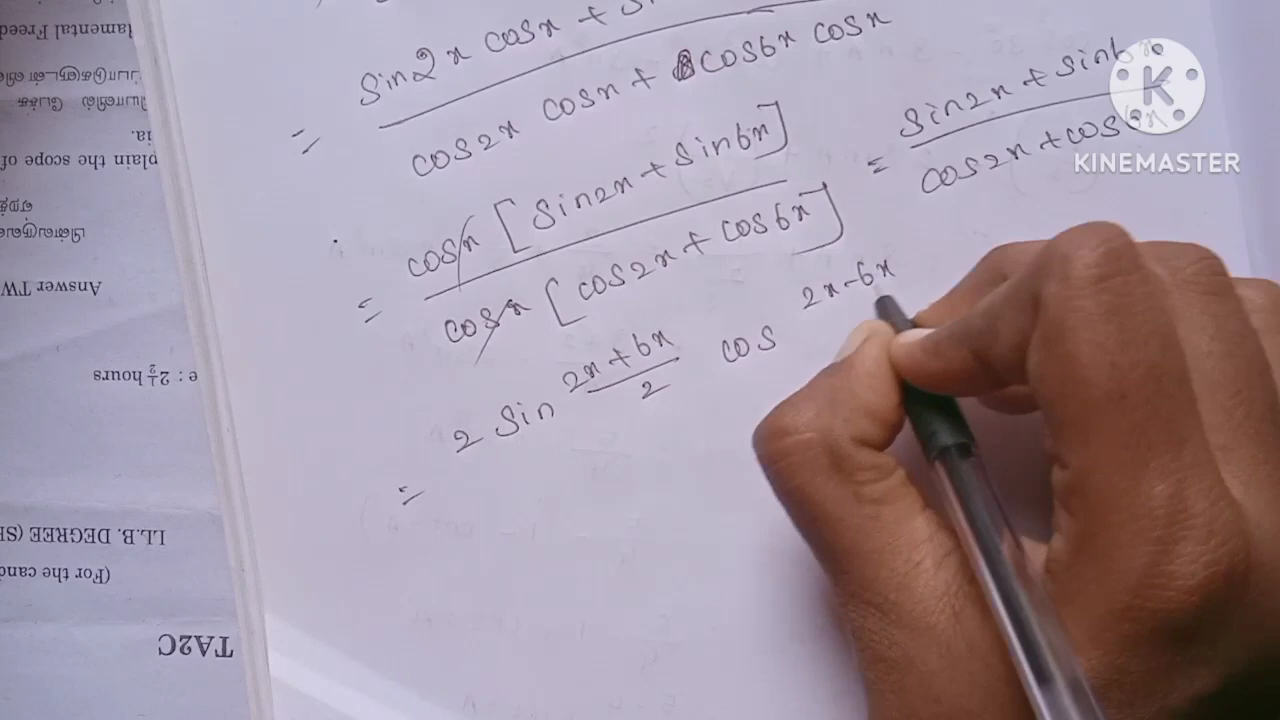 sin2x cosx + si
= cos2x cosx + cos6x cosx
= cosx [sin2x + sin6x]
cosx [cos2x + cos6x]
= sin2x + sin6x
cos2x + cos6x
= 2 sin 2x+6x cos 2x-6x
2
KINEMASTER
TA2C
(For the cand
LL.B. DEGREE
e : 2½ hours
Answer TW
plain the scope of
ia.